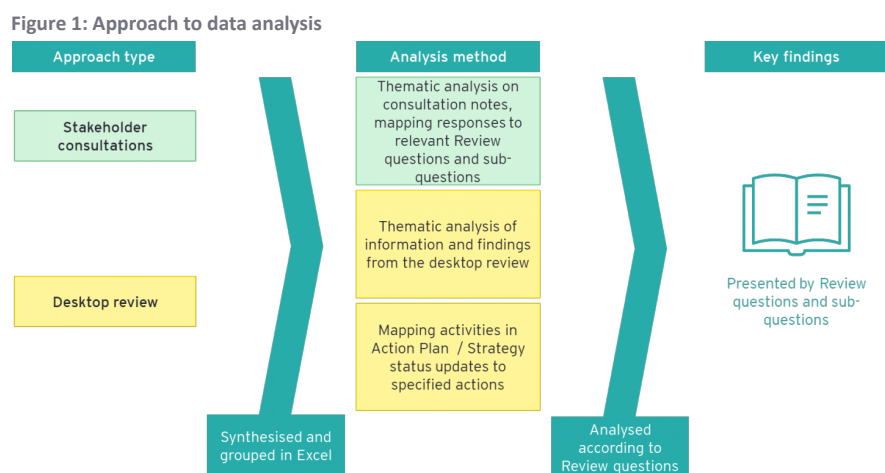 Figure 1: Approach to data analysis
Approach type
Analysis method
Key findings
Stakeholder
consultations
Thematic analysis on
consultation notes,
mapping responses to
relevant Review
questions and sub-
questions
Thematic analysis of
information and findings
from the desktop review
Desktop review
Presented by Review
questions and sub-
questions
Mapping activities in
Action Plan / Strategy
status updates to
specified actions
Synthesised and
grouped in Excel
Analysed
according to
Review questions